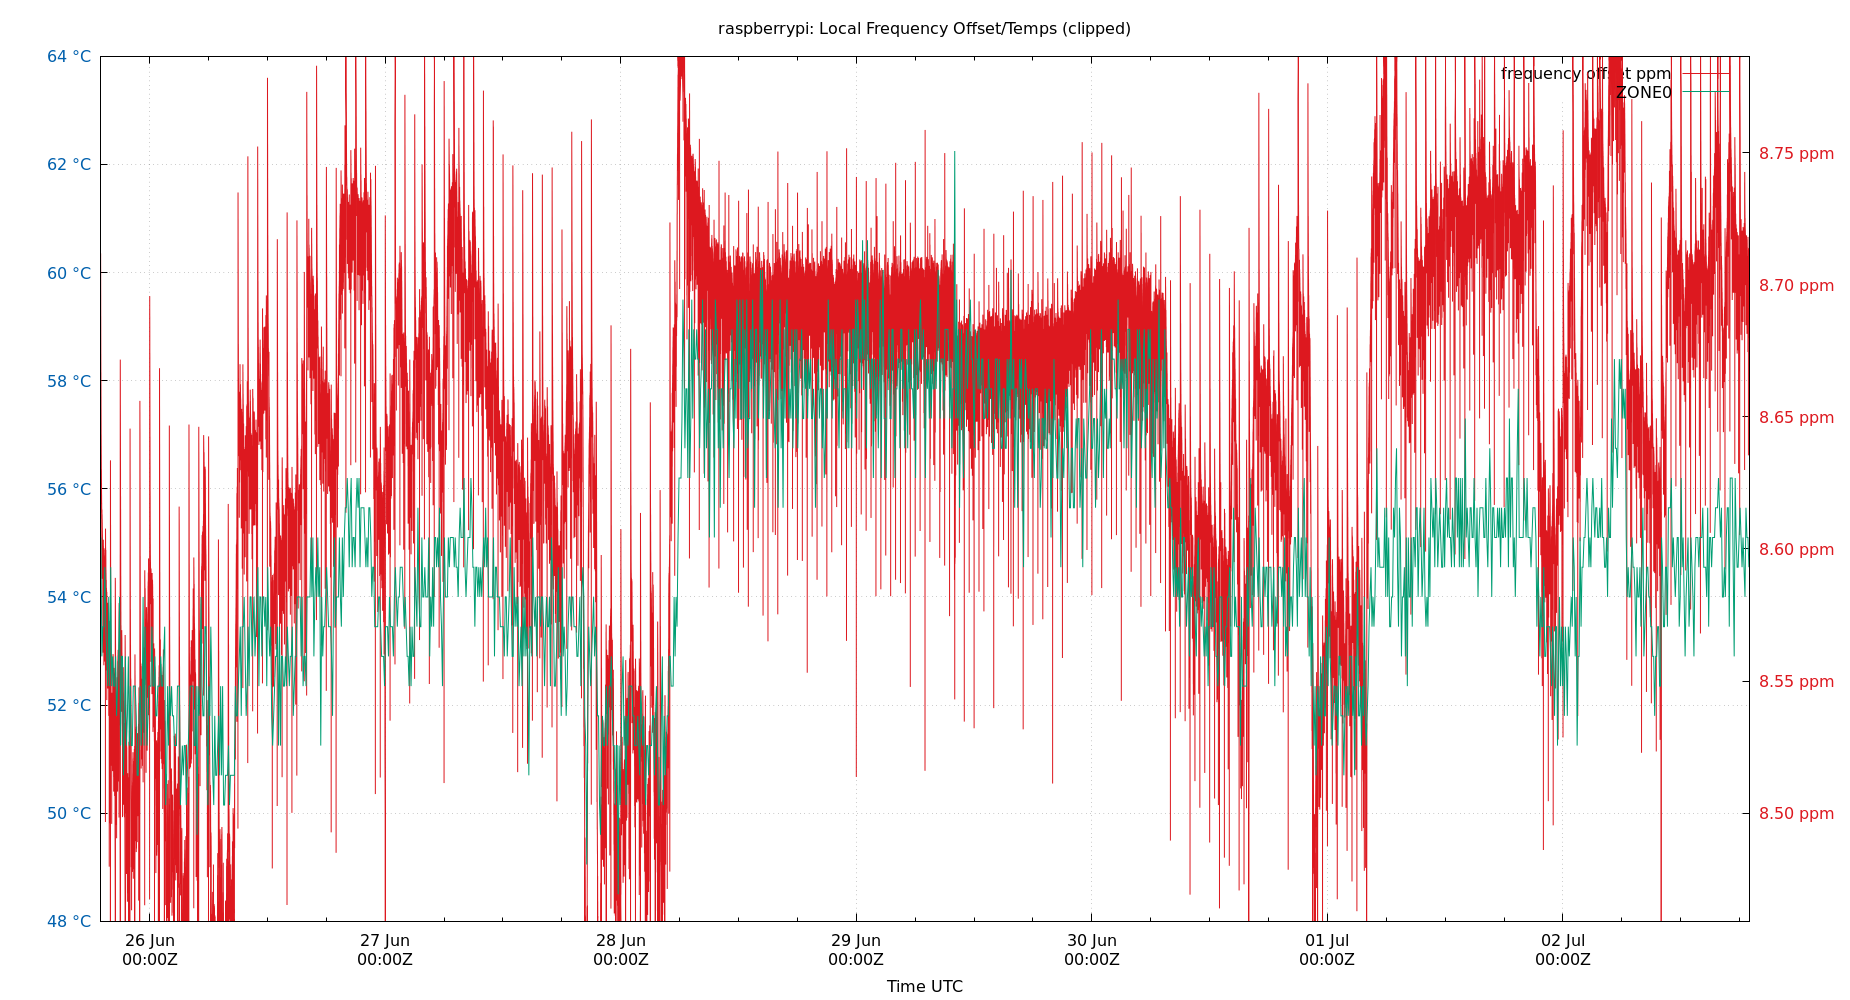 raspberrypi: Local Frequency Offset/Temps (clipped)
64 °C
62 °C
60 °C
58 °C
56 °C
54 °C
52 °C
50 °C
48 °C
frequency offset ppm
ZONE0
8.75 ppm
8.70 ppm
8.65 ppm
8.60 ppm
8.55 ppm
8.50 ppm
26 Jun 27 Jun 28 Jun 29 Jun 30 Jun 01 Jul 02 Jul
00:00Z 00:00Z 00:00Z 00:00Z 00:00Z 00:00Z 00:00Z
Time UTC